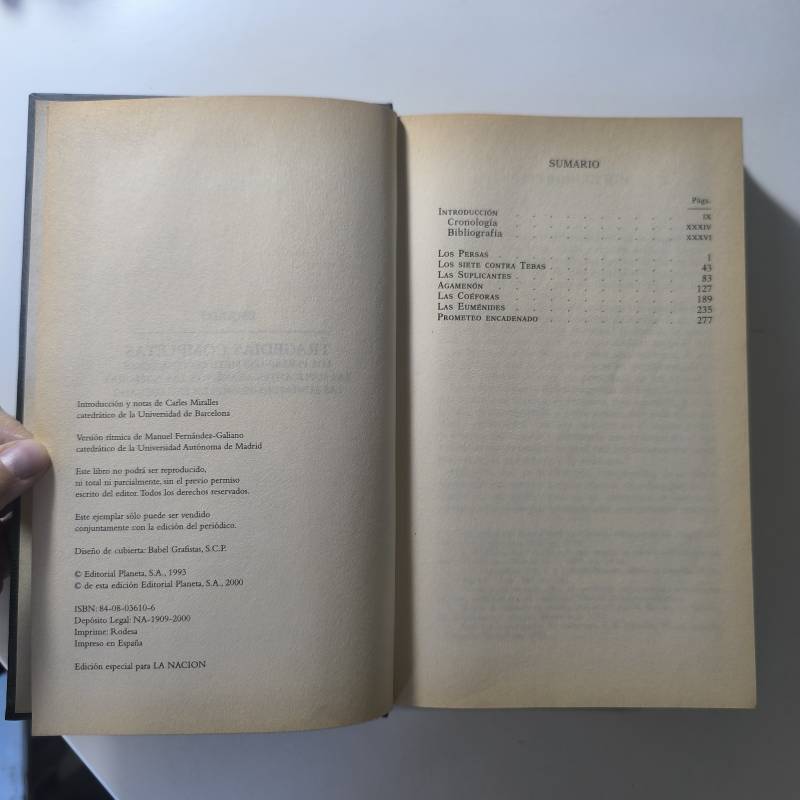 Introducción y notas de Carles Miralles
catedrático de la Universidad de Barcelona
Versión rítmica de Manuel Fernández-Galiano
catedrático de la Universidad Autónoma de Madrid
Este libro no podrá ser reproducido,
ni total ni parcialmente, sin el previo permiso
escrito del editor. Todos los derechos reservados.
Este ejemplar sólo puede ser vendido
conjuntamente con la edición del periódico.
Diseño de cubierta: Babel Grafistas, S.C.P.
© Editorial Planeta, S.A., 1993
© de esta edición Editorial Planeta, S.A., 2000
ISBN: 84-08-03610-6
Depósito Legal: NA-1909-2000
Imprime: Rodesa
Impreso en España
Edición especial para LA NACION
SUMARIO
Págs.
INTRODUCCIÓN . . . . . . . . . . IX
Cronología . . . . . . . . . . XXXIV
Bibliografía . . . . . . . . . . XXXVI
LOS PERSAS . . . . . . . . . . 1
LOS SIETE CONTRA TEBAS . . . . . . . . 43
LAS SUPLICANTES . . . . . . . . . . 83
AGAMENÓN . . . . . . . . . . 127
LAS COÉFORAS . . . . . . . . . . 189
LAS EUMÉNIDES . . . . . . . . . . 235
PROMETEO ENCADENADO . . . . . . . . 277